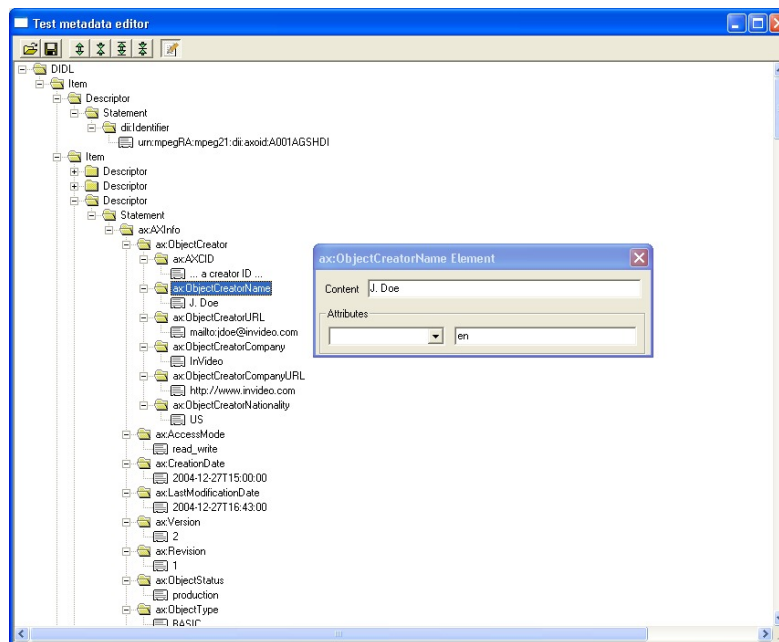 Test metadata editor
DIDL
Item
Descriptor
Statement
dii:Identifier
urn:mpegRA:mpeg21:dii:axoid:A001AGSHDI
Item
Descriptor
Descriptor
Descriptor
Statement
ax:AXInfo
ax:ObjectCreator
ax:AXCID
... a creator ID ...
ax:ObjectCreatorName
J. Doe
ax:ObjectCreatorURL
mailto:jdoe@invideo.com
ax:ObjectCreatorCompany
InVideo
ax:ObjectCreatorCompanyURL
http://www.invideo.com
ax:ObjectCreatorNationality
US
ax:AccessMode
read_write
ax:CreationDate
2004-12-27T15:00:00
ax:LastModificationDate
2004-12-27T16:43:00
ax:Version
2
ax:Revision
1
ax:ObjectStatus
production
ax:ObjectType
BASIC
ax:ObjectCreatorName Element
Content J. Doe
Attributes
en